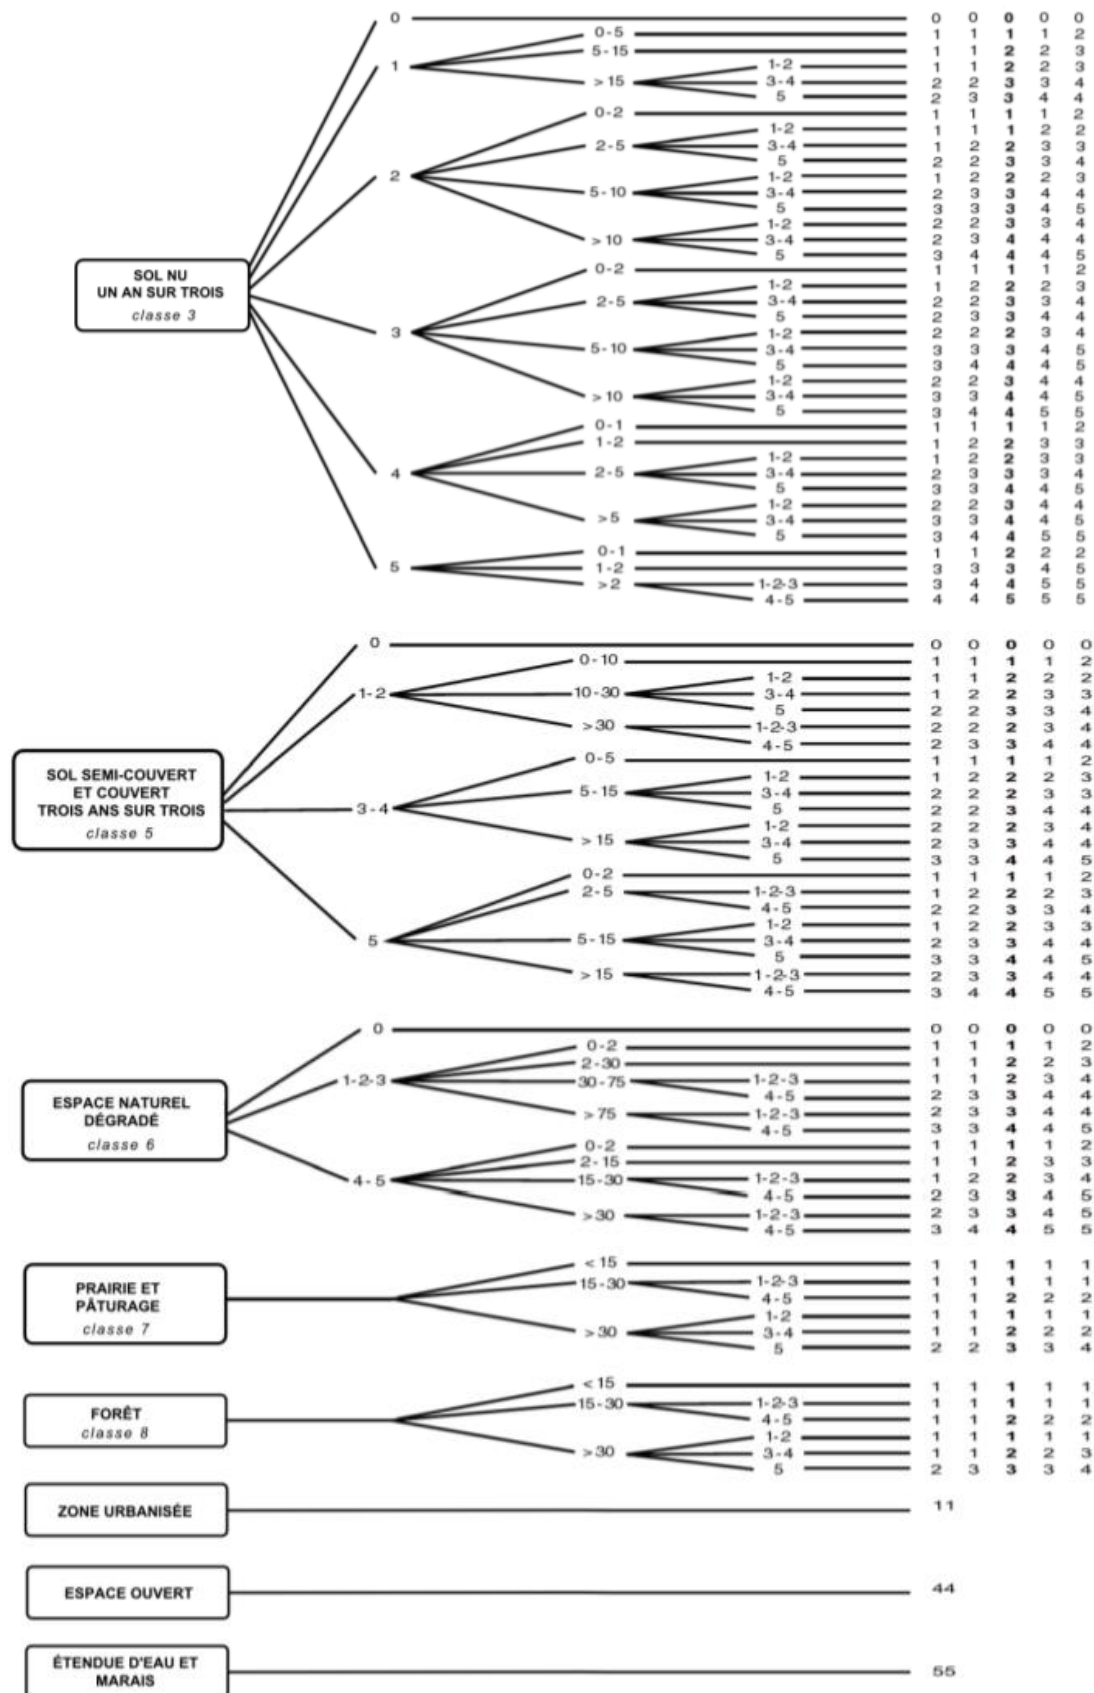 0 0 0 0 0 0
0-5 1 1 1 1 2
5-15 1 1 2 2 3
1 1-2 1 1 2 2 3
>15 3-4 2 2 3 3 4
5 2 3 3 4 4
0-2 1 1 1 1 2
1-2 1 1 1 2 2
2-5 3-4 1 2 2 3 3
5 2 2 3 3 4
2 1-2 1 2 2 2 3
5-10 3-4 2 3 3 4 4
5 3 3 3 4 5
1-2 2 2 3 3 4
>10 3-4 2 3 4 4 4
5 3 4 4 4 5
SOL NU
UN AN SUR TROIS
classe 3
0-2 1 1 1 1 2
1-2 1 2 2 2 3
2-5 3-4 2 2 3 3 4
5 2 3 3 4 4
3 1-2 2 2 2 3 4
5-10 3-4 3 3 3 4 5
5 3 4 4 4 5
1-2 2 2 3 4 4
>10 3-4 3 3 4 4 5
5 3 4 4 5 5
0-1 1 1 1 1 2
1-2 1 2 2 3 3
1-2 1 2 2 3 3
4 2-5 3-4 2 3 3 3 4
5 3 3 4 4 5
1-2 2 2 3 4 4
>5 3-4 3 3 4 4 5
5 3 4 4 5 5
0-1 1 1 2 2 2
5 1-2 3 3 3 4 5
>2 1-2-3 3 4 4 5 5
4-5 4 4 5 5 5
0 0 0 0 0 0
0-10 1 1 1 1 2
1-2 1 1 2 2 2
1-2 10-30 3-4 1 2 2 3 3
5 2 2 3 3 4
>30 1-2-3 2 2 2 3 4
4-5 2 3 3 4 4
SOL SEMI-COUVERT
ET COUVERT
TROIS ANS SUR TROIS
classe 5
0-5 1 1 1 1 2
1-2 1 2 2 2 3
5-15 3-4 2 2 2 3 3
3-4 5 2 2 3 4 4
1-2 2 2 2 3 4
>15 3-4 2 3 3 4 4
5 3 3 4 4 5
0-2 1 1 1 1 2
2-5 1-2-3 1 2 2 2 3
4-5 2 2 3 3 4
1-2 1 2 2 3 3
5 5-15 3-4 2 3 3 4 4
5 3 3 4 4 5
>15 1-2-3 2 3 3 4 4
4-5 3 4 4 5 5
0 0 0 0 0 0
0-2 1 1 1 1 2
2-30 1 1 2 2 3
1-2-3 30-75 1-2-3 1 1 2 3 4
4-5 2 3 3 4 4
>75 1-2-3 2 3 3 4 4
4-5 3 3 4 4 5
ESPACE NATUREL
DÉGRADÉ
classe 6
0-2 1 1 1 1 2
2-15 1 1 2 3 3
4-5 15-30 1-2-3 1 2 2 3 4
4-5 2 3 3 4 5
>30 1-2-3 2 3 3 4 5
4-5 3 4 4 5 5
<15 1 1 1 1 1
PRAIRIE ET
PÂTURAGE
classe 7
15-30 1-2-3 1 1 1 1 1
4-5 1 1 2 2 2
1-2 1 1 1 1 1
>30 3-4 1 1 2 2 2
5 2 2 3 3 4
<15 1 1 1 1 1
FORÊT
classe 8
15-30 1-2-3 1 1 1 1 1
4-5 1 1 2 2 2
1-2 1 1 1 1 1
>30 3-4 1 1 2 2 3
5 2 3 3 3 4
ZONE URBANISÉE 11
ESPACE OUVERT 44
ÉTENDUE D'EAU ET
MARAIS 55